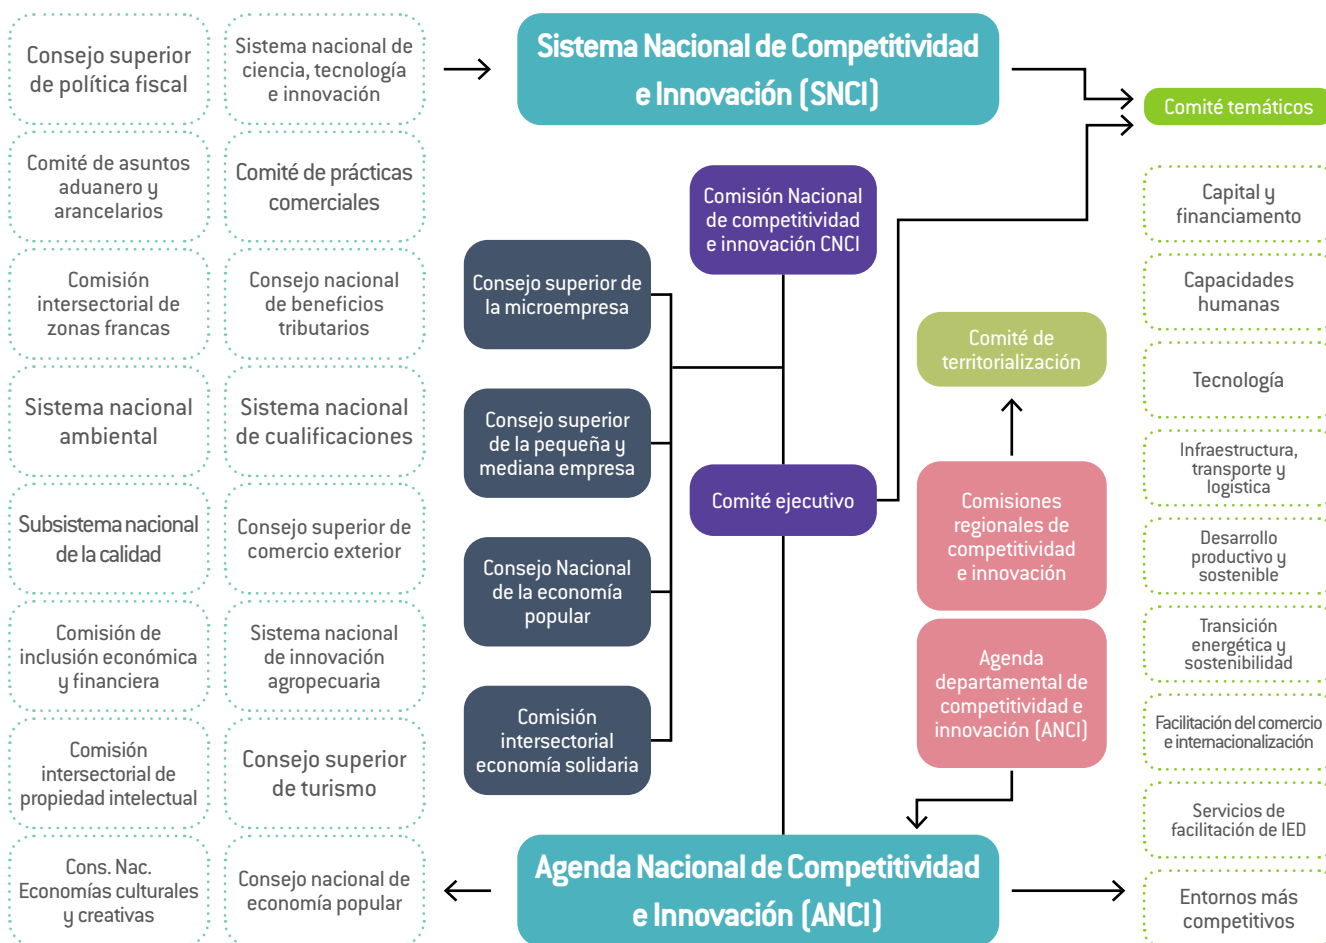 Consejo superior
de política fiscal
Sistema nacional de
ciencia, tecnología
e innovación
Comité de asuntos
aduanero y
arancelarios
Comité de prácticas
comerciales
Comisión
intersectorial de
zonas francas
Consejo nacional
de beneficios
tributarios
Sistema nacional
ambiental
Sistema nacional
de cualificaciones
Subsistema nacional
de la calidad
Consejo superior de
comercio exterior
Comisión de
inclusión económica
y financiera
Sistema nacional
de innovación
agropecuaria
Comisión
intersectorial de
propiedad intelectual
Consejo superior
de turismo
Cons. Nac.
Economías culturales
y creativas
Consejo nacional de
economía popular
Sistema Nacional de Competitividad
e Innovación (SNCI)
Comisión Nacional
de competitividad
e innovación CNCI
Consejo superior de
la microempresa
Consejo superior
de la pequeña y
mediana empresa
Consejo Nacional
de la economía
popular
Comisión
intersectorial
economía solidaria
Comité ejecutivo
Comité de
territorialización
Comisiones
regionales de
competitividad
e innovación
Agenda
departamental de
competitividad e
innovación (ANCI)
Agenda Nacional de Competitividad
e Innovación (ANCI)
Comité temáticos
Capital y
financiamento
Capacidades
humanas
Tecnología
Infraestructura,
transporte y
logística
Desarrollo
productivo y
sostenible
Transición
energética y
sostenibilidad
Facilitación del comercio
e internacionalización
Servicios de
facilitación de IED
Entornos más
competitivos